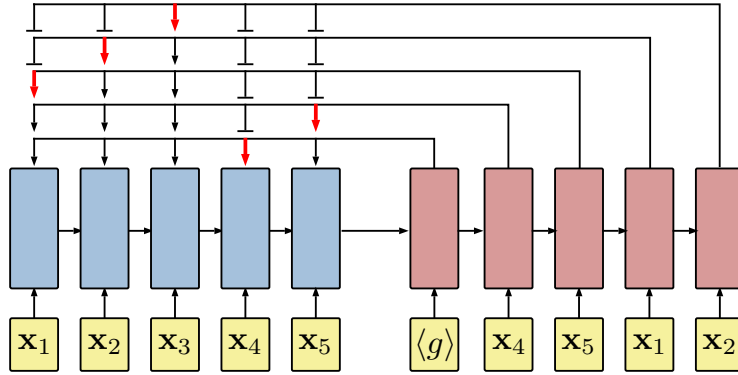 x₁ x₂ x₃ x₄ x₅ ⟨g⟩ x₄ x₅ x₁ x₂